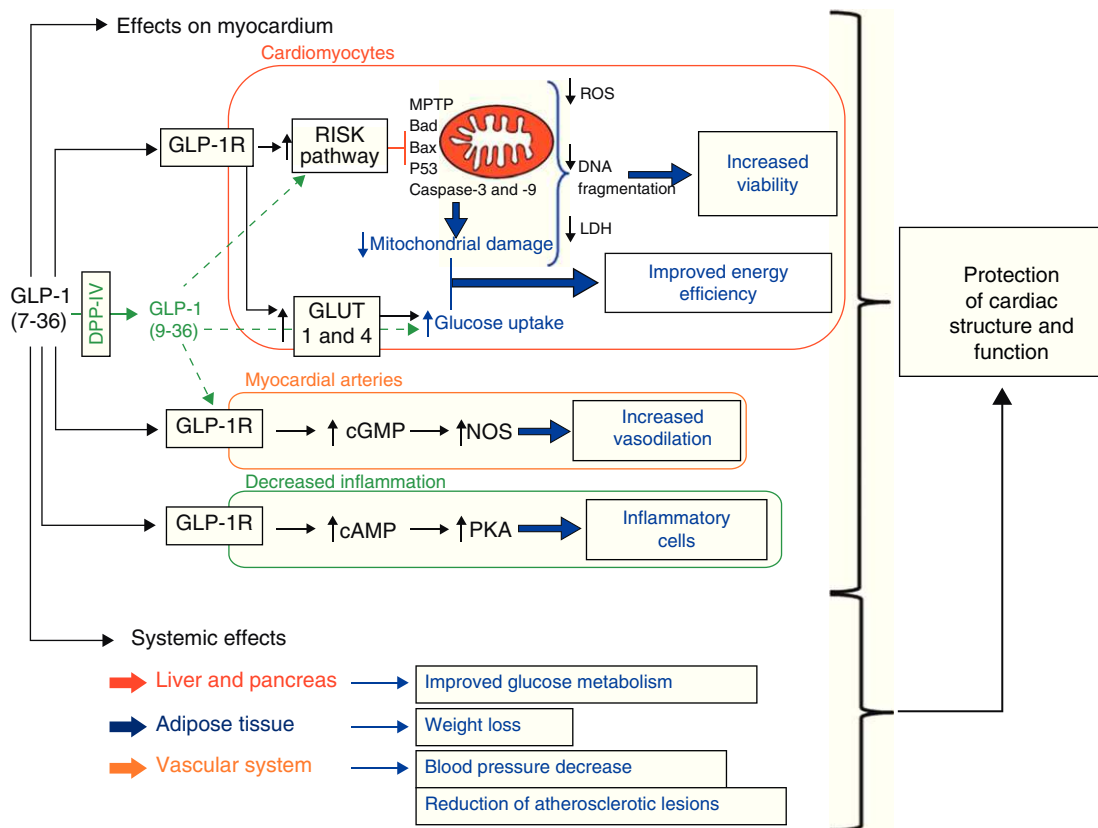 Effects on myocardium
Cardiomyocytes
GLP-1R
RISK
pathway
MPTP
Bad
Bax
P53
Caspase-3 and -9
ROS
DNA
fragmentation
LDH
Increased
viability
Mitochondrial damage
Improved energy
efficiency
GLP-1
(7-36)
DPP-IV
GLP-1
(9-36)
GLUT
1 and 4
Glucose uptake
Protection
of cardiac
structure and
function
Myocardial arteries
GLP-1R
cGMP
NOS
Increased
vasodilation
Decreased inflammation
GLP-1R
cAMP
PKA
Inflammatory
cells
Systemic effects
Liver and pancreas
Improved glucose metabolism
Adipose tissue
Weight loss
Vascular system
Blood pressure decrease
Reduction of atherosclerotic lesions